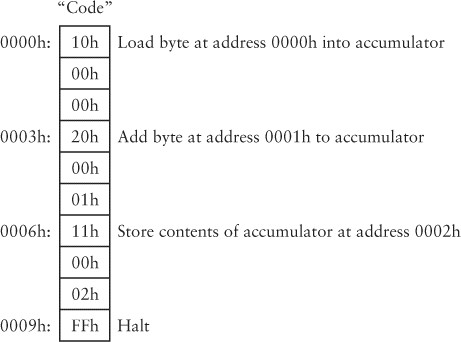 “Code”
0000h: 10h Load byte at address 0000h into accumulator
00h
00h
0003h: 20h Add byte at address 0001h to accumulator
00h
01h
0006h: 11h Store contents of accumulator at address 0002h
00h
02h
0009h: FFh Halt